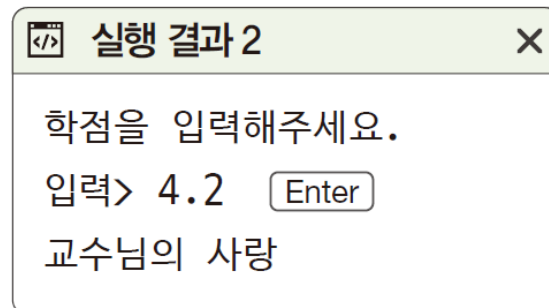 </> 실행 결과 2 ×
학점을 입력해주세요.
입력> 4.2 Enter
교수님의 사랑